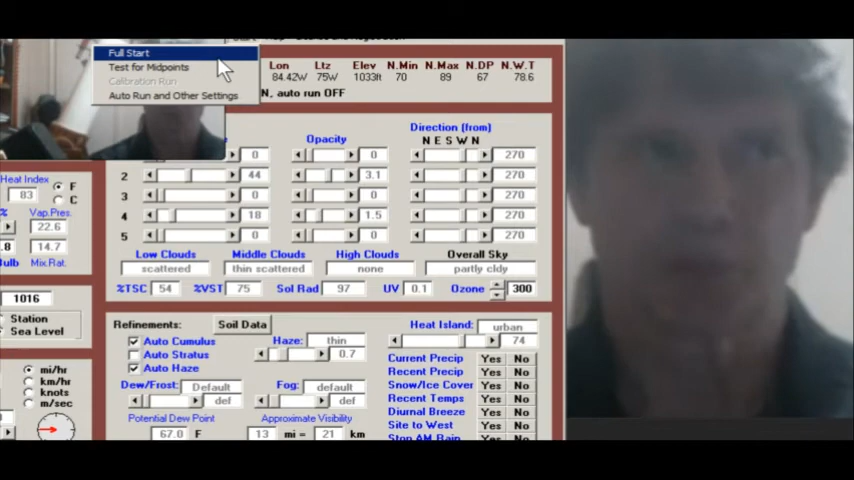 Full Start
Test for Midpoints
Calibration Run
Auto Run and Other Settings
Lon Ltz Elev N.Min N.Max N.DP N.W.T
84.42W 75W 1033ft 70 89 67 78.6
N, auto run OFF
Opacity Direction (from)
N E S W N
0 0 270
2 44 3.1 270
3 0 0 270
4 18 1.5 270
5 0 0 270
Low Clouds Middle Clouds High Clouds Overall Sky
scattered thin scattered none partly cldy
%TSC 54 %VST 75 Sol Rad 97 UV 0.1 Ozone 300
Heat Index
83 F
C
% Vap.Pres.
22.6
.8 14.7
Bulb Mix.Rat.
1016
Station
Sea Level
mi/hr
km/hr
knots
m/sec
Refinements: Soil Data
Auto Cumulus
Auto Stratus
Auto Haze
Haze: thin
0.7
Heat Island: urban
74
Dew/Frost: Default
def
Fog: default
def
Potential Dew Point Approximate Visibility
67.0 F 13 mi = 21 km
Current Precip Yes No
Recent Precip Yes No
Snow/Ice Cover Yes No
Recent Temps Yes No
Diurnal Breeze Yes No
Site to West Yes No
Stop AM Rain Yes No